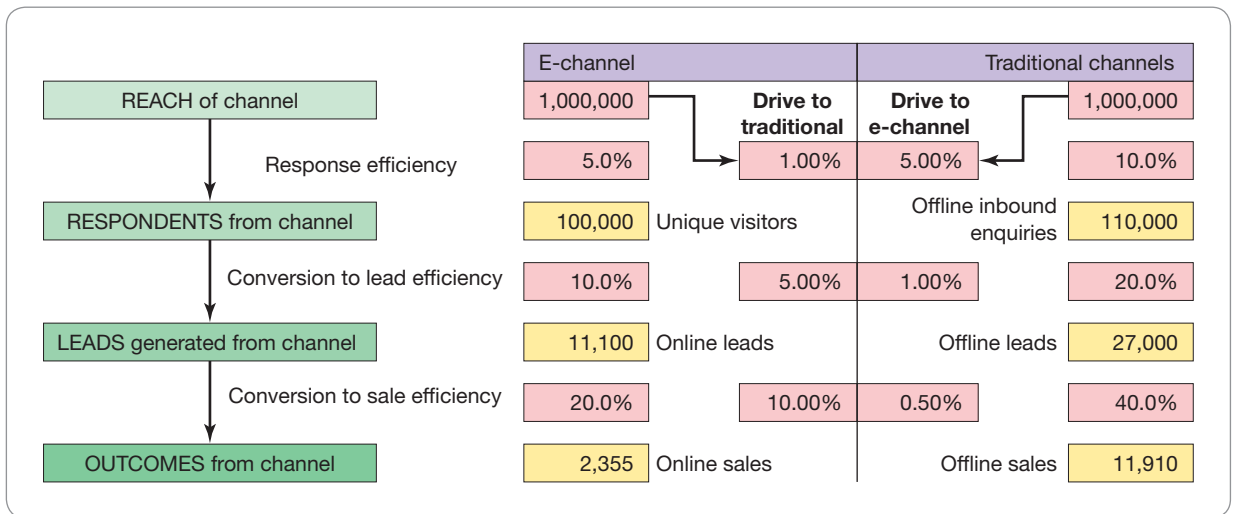 E-channel
Traditional channels
REACH of channel
1,000,000
Drive to
traditional
Drive to
e-channel
1,000,000
Response efficiency
5.0%
1.00%
5.00%
10.0%
RESPONDENTS from channel
100,000
Unique visitors
Offline inbound
enquiries
110,000
Conversion to lead efficiency
10.0%
5.00%
1.00%
20.0%
LEADS generated from channel
11,100
Online leads
Offline leads
27,000
Conversion to sale efficiency
20.0%
10.00%
0.50%
40.0%
OUTCOMES from channel
2,355
Online sales
Offline sales
11,910